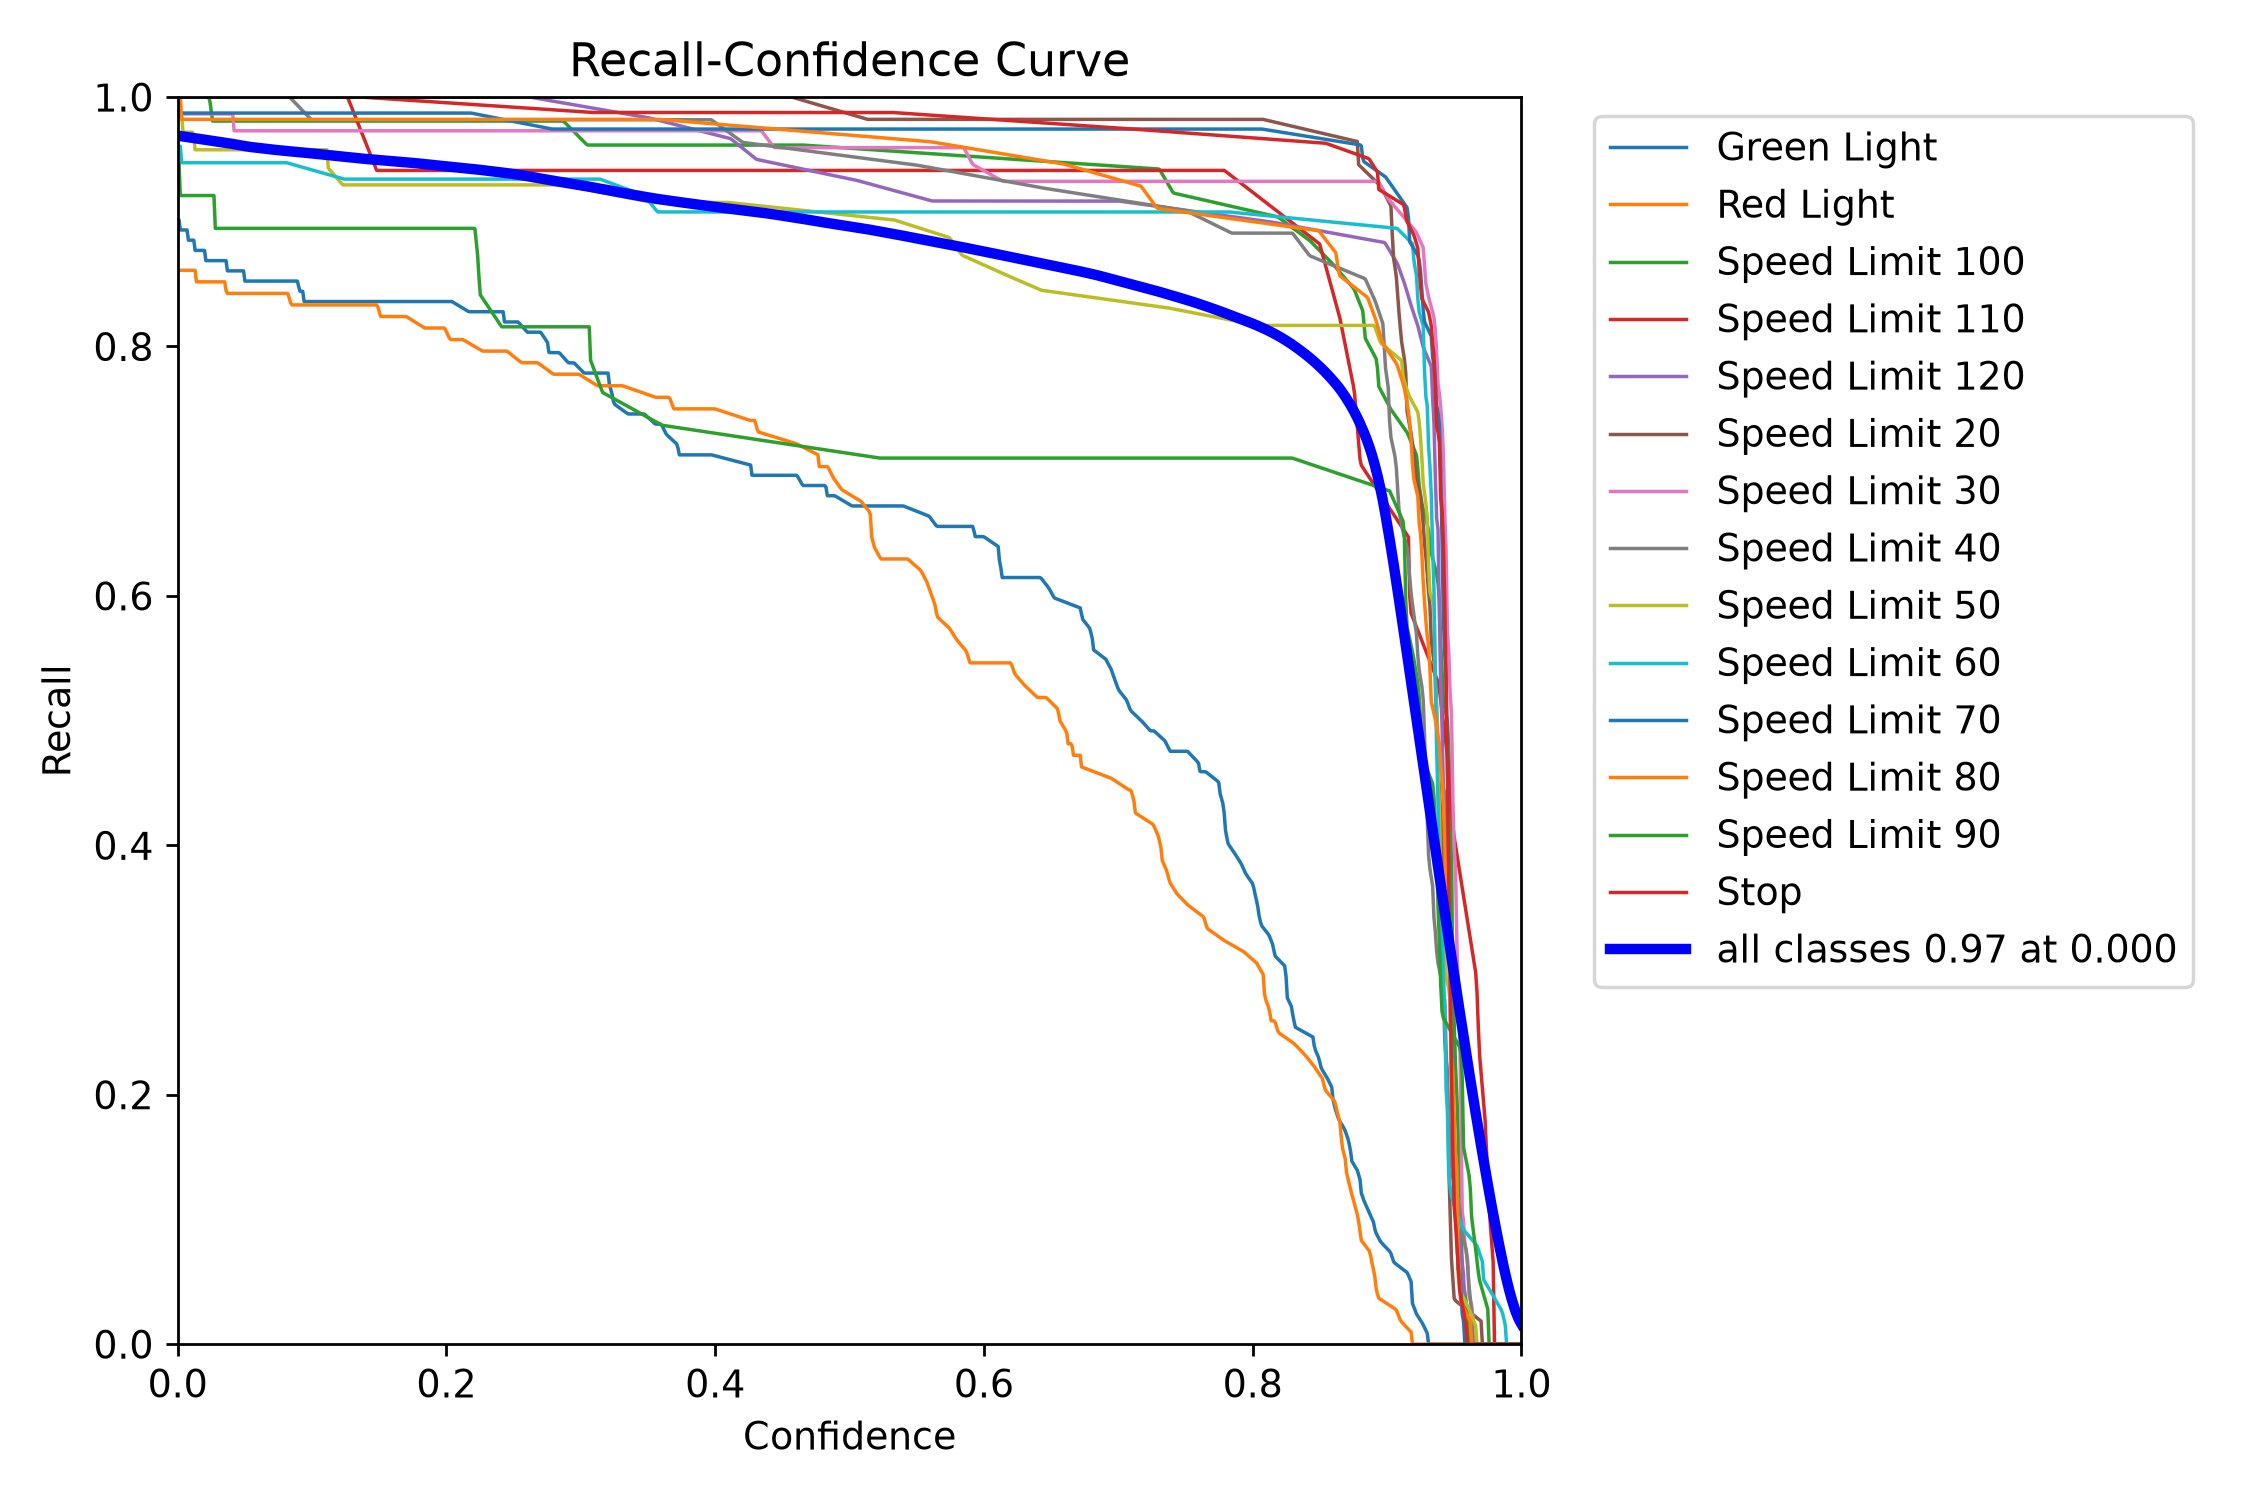 Recall-Confidence Curve
1.0
0.8
0.6
0.4
0.2
0.0
Recall
0.0 0.2 0.4 0.6 0.8 1.0
Confidence
Green Light
Red Light
Speed Limit 100
Speed Limit 110
Speed Limit 120
Speed Limit 20
Speed Limit 30
Speed Limit 40
Speed Limit 50
Speed Limit 60
Speed Limit 70
Speed Limit 80
Speed Limit 90
Stop
all classes 0.97 at 0.000